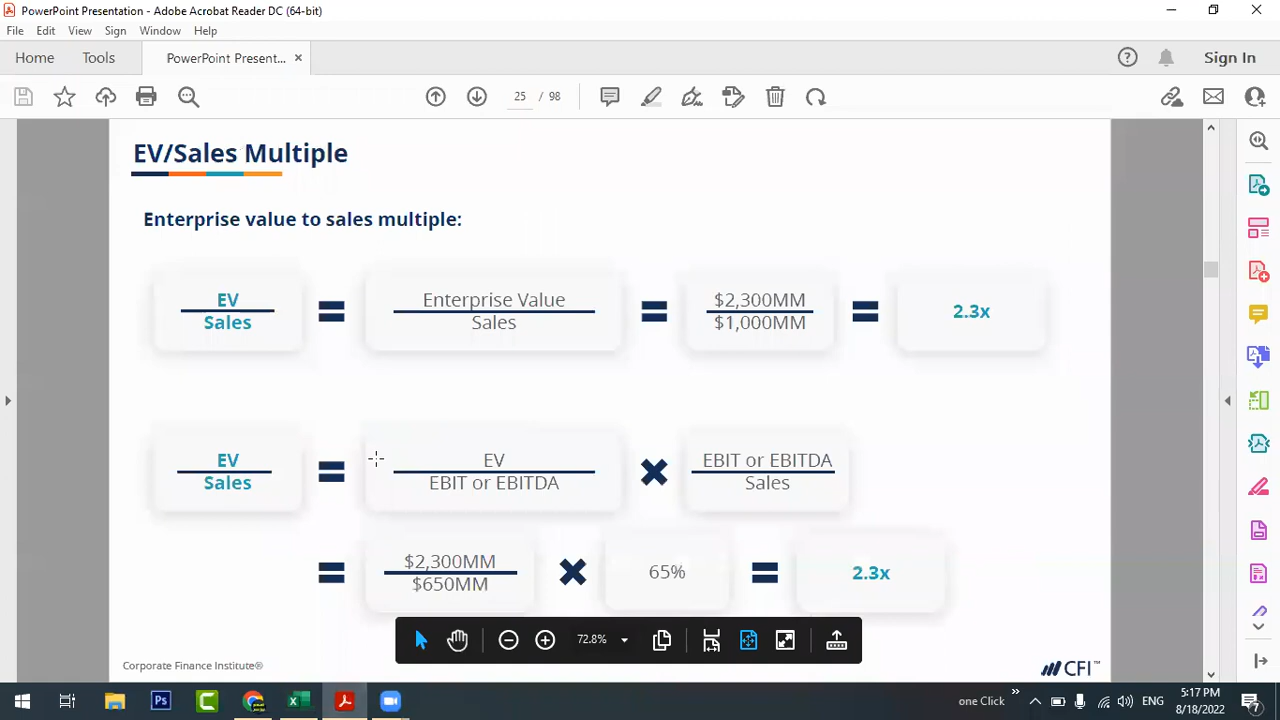 PowerPoint Presentation - Adobe Acrobat Reader DC (64-bit)
File Edit View Sign Window Help
Home Tools PowerPoint Present... × Sign In
25 / 98
EV/Sales Multiple
Enterprise value to sales multiple:
EV
Sales
=
Enterprise Value
Sales
=
$2,300MM
$1,000MM
=
2.3x
EV
Sales
=
EV
EBIT or EBITDA
×
EBIT or EBITDA
Sales
=
$2,300MM
$650MM
×
65%
=
2.3x
72.8%
Corporate Finance Institute®
CFI™
Ps
one Click » ENG
5:17 PM
8/18/2022
7